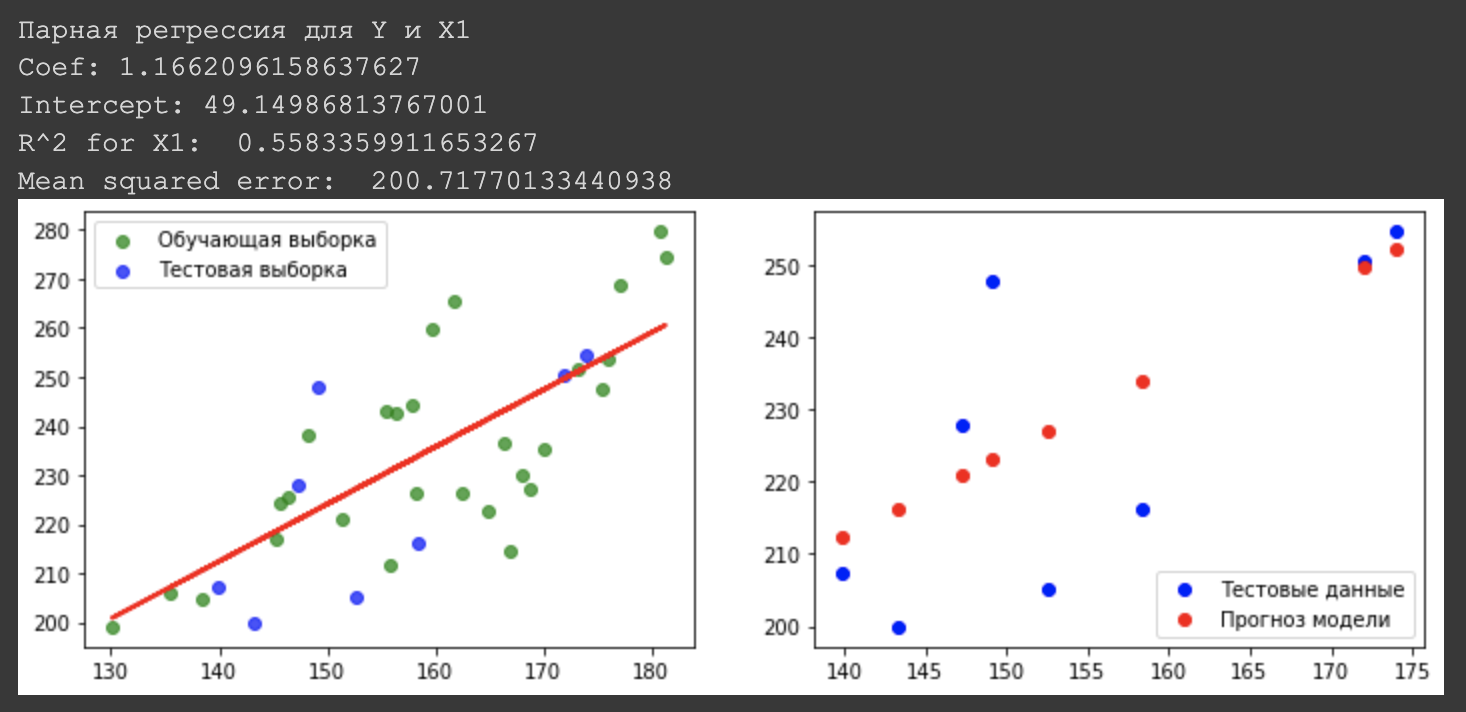 Парная регрессия для Y и X1
Coef: 1.1662096158637627
Intercept: 49.14986813767001
R^2 for X1:  0.5583359911653267
Mean squared error:  200.71770133440938
Обучающая выборка
Тестовая выборка
280
270
260
250
240
230
220
210
200
130 140 150 160 170 180
250
240
230
220
210
200
Тестовые данные
Прогноз модели
140 145 150 155 160 165 170 175